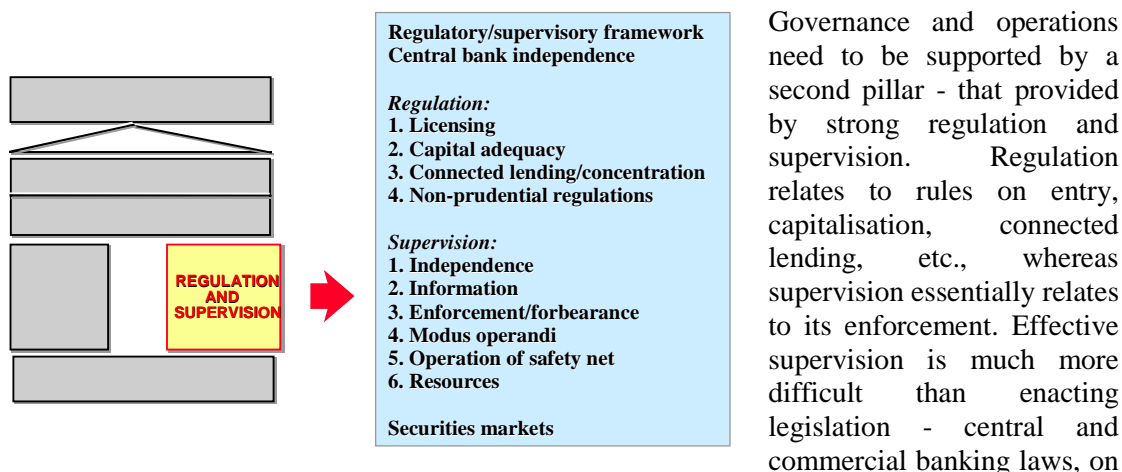 REGULATION
AND
SUPERVISION
Regulatory/supervisory framework
Central bank independence
Regulation:
1. Licensing
2. Capital adequacy
3. Connected lending/concentration
4. Non-prudential regulations
Supervision:
1. Independence
2. Information
3. Enforcement/forbearance
4. Modus operandi
5. Operation of safety net
6. Resources
Securities markets
Governance and operations
need to be supported by a
second pillar - that provided
by strong regulation and
supervision. Regulation
relates to rules on entry,
capitalisation, connected
lending, etc., whereas
supervision essentially relates
to its enforcement. Effective
supervision is much more
difficult than enacting
legislation - central and
commercial banking laws, on